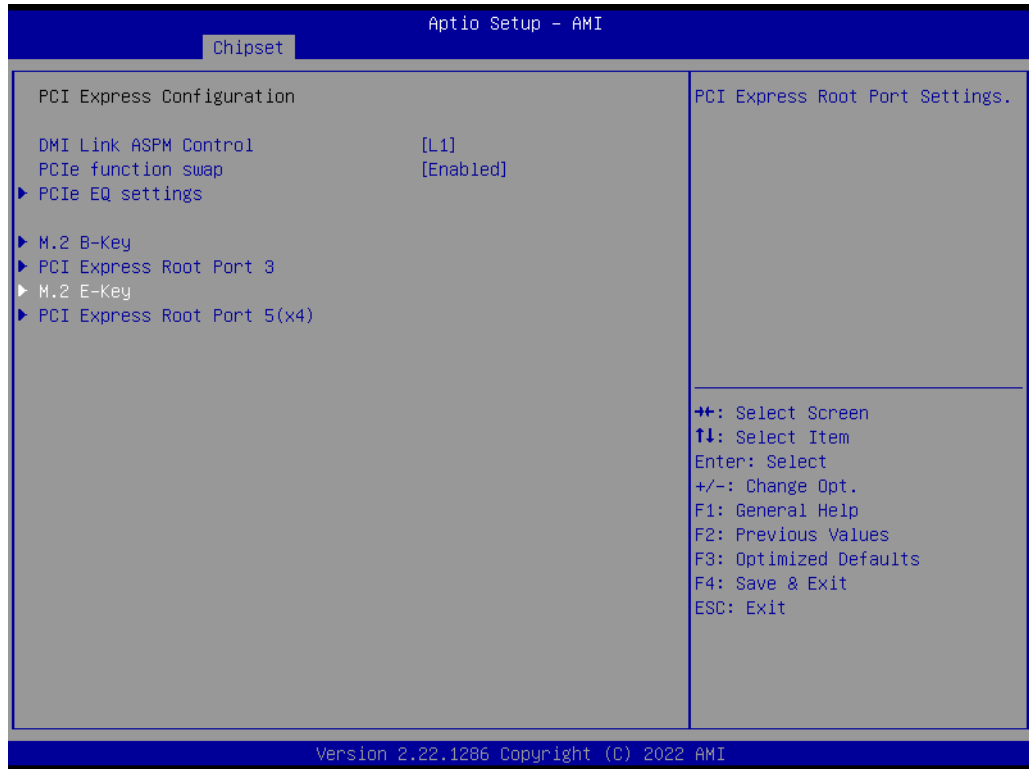 Aptio Setup – AMI
Chipset
PCI Express Configuration
DMI Link ASPM Control [L1]
PCIe function swap [Enabled]
▶ PCIe EQ settings
▶ M.2 B-Key
▶ PCI Express Root Port 3
▶ M.2 E-Key
▶ PCI Express Root Port 5(x4)
PCI Express Root Port Settings.
→←: Select Screen
↑↓: Select Item
Enter: Select
+/-: Change Opt.
F1: General Help
F2: Previous Values
F3: Optimized Defaults
F4: Save & Exit
ESC: Exit
Version 2.22.1286 Copyright (C) 2022 AMI